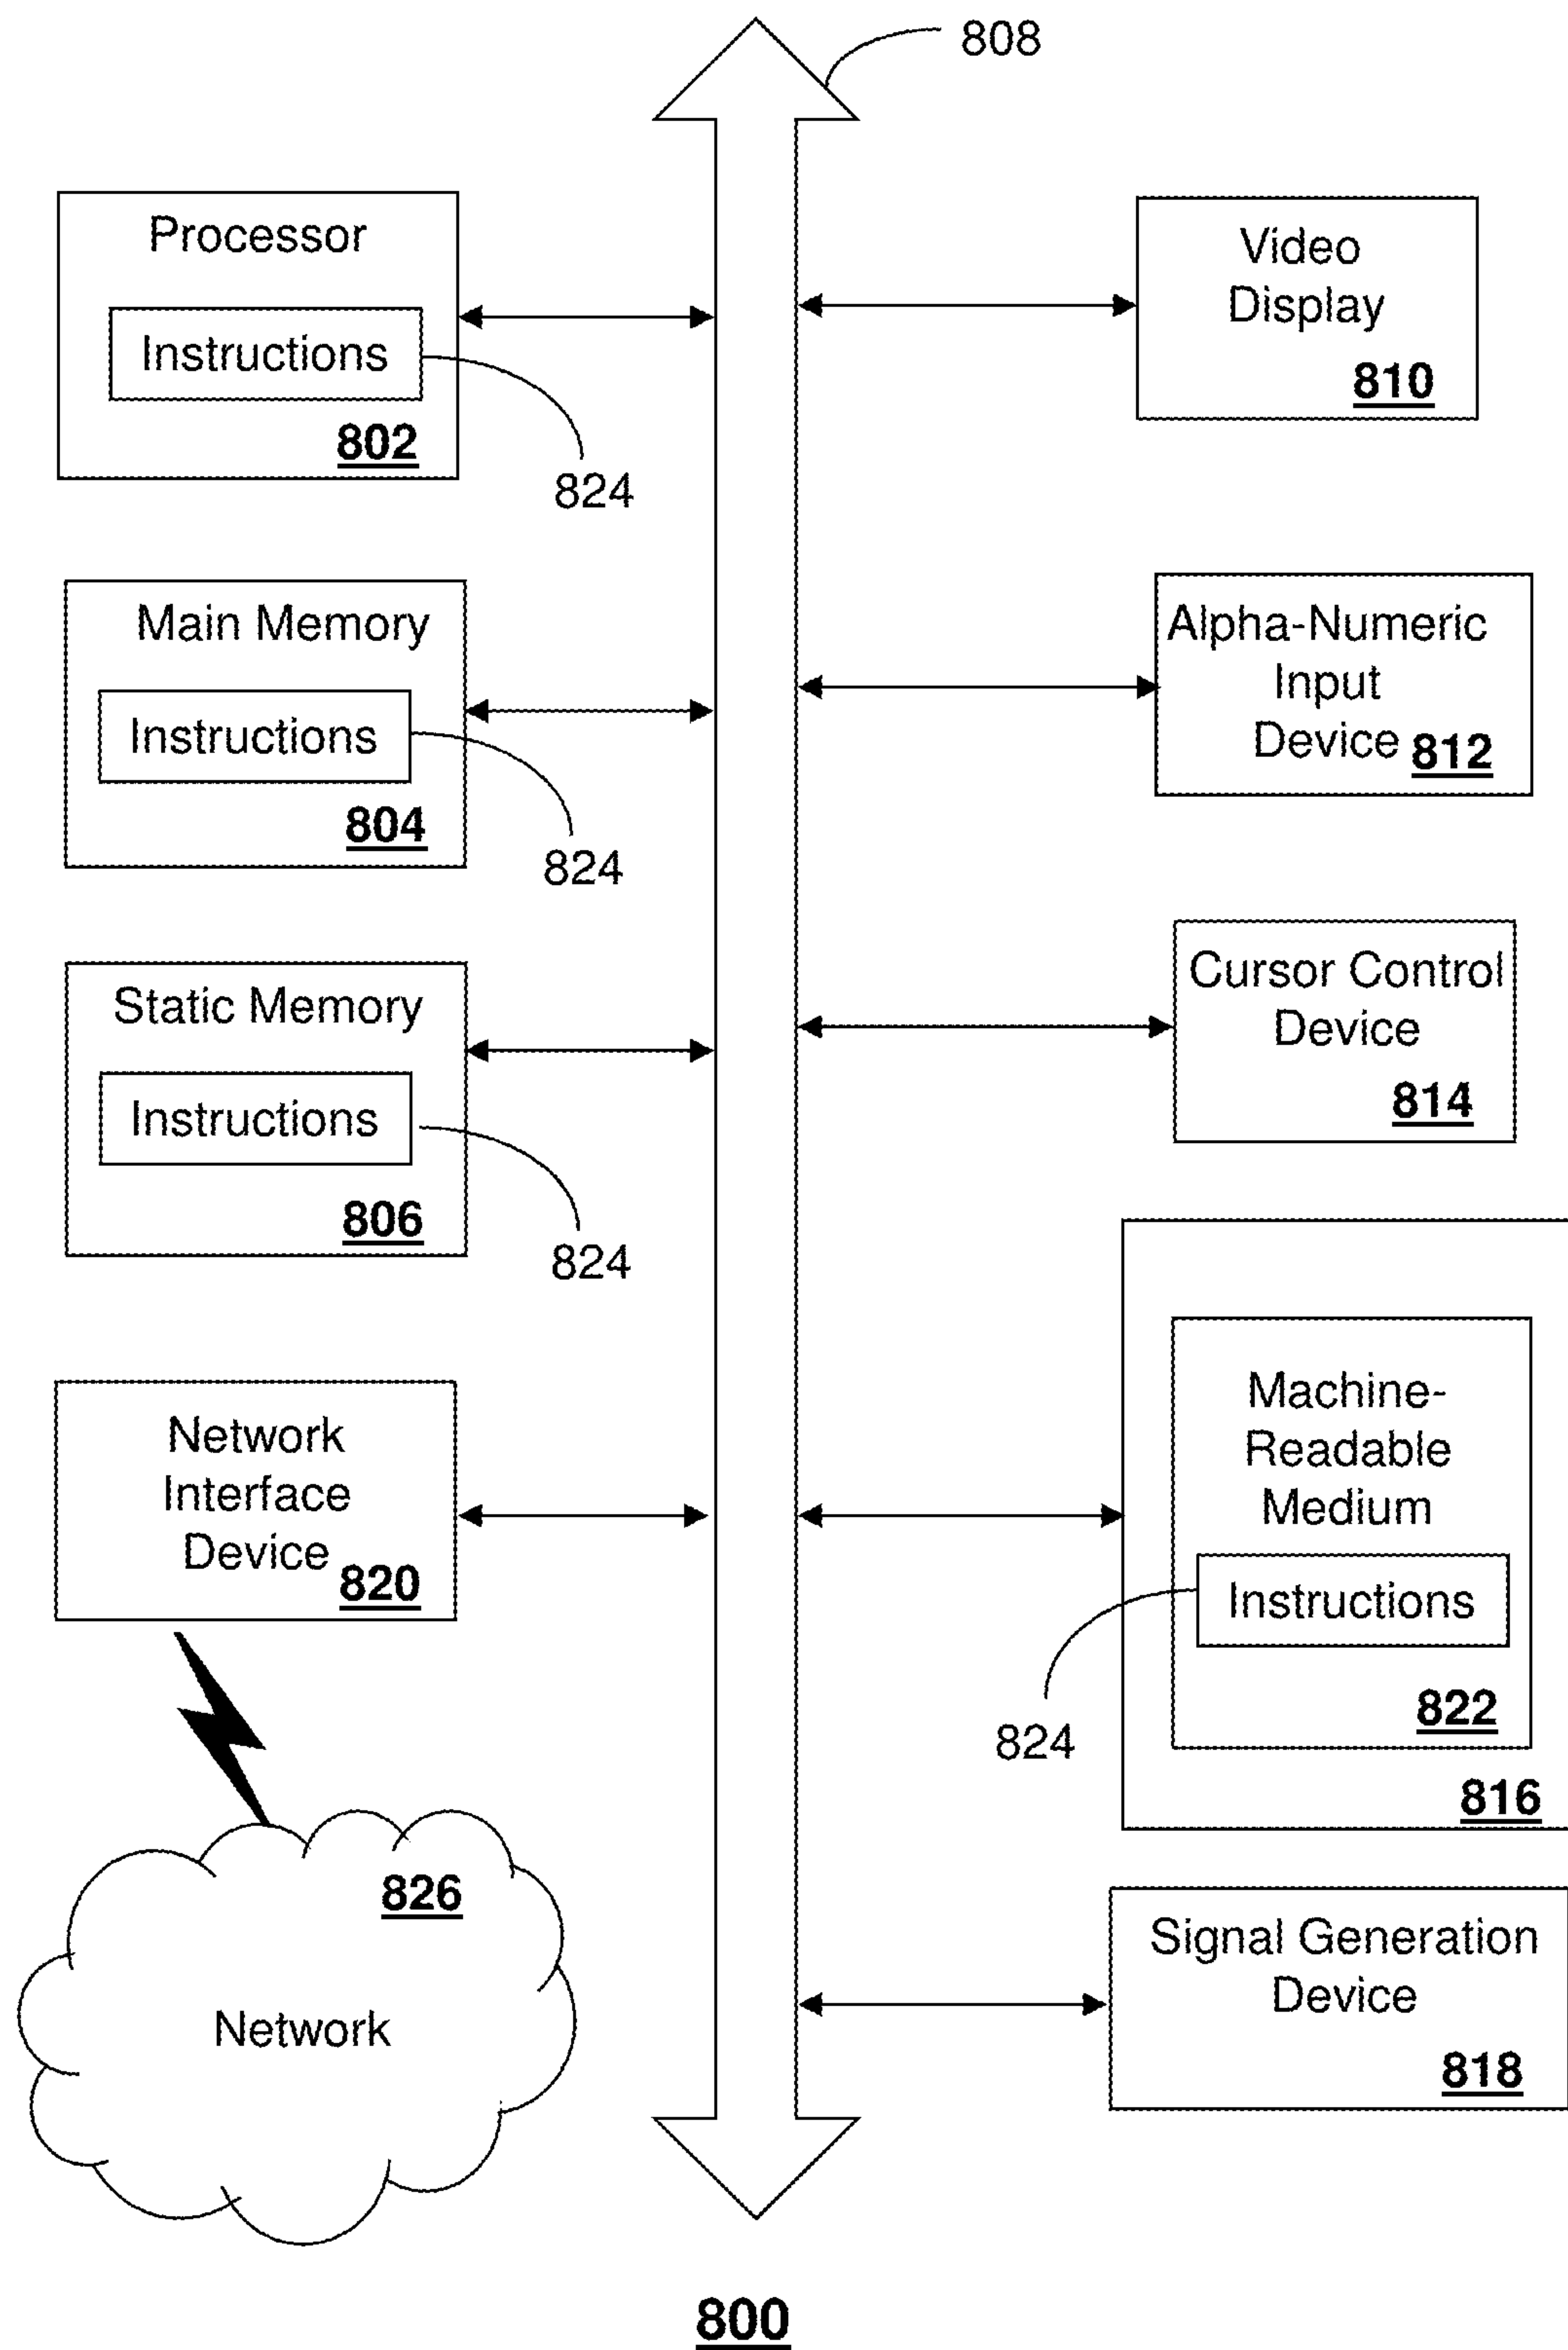 808
Processor
Instructions
802
824
Main Memory
Instructions
804
824
Static Memory
Instructions
806
824
Network
Interface
Device
820
826
Network
Video
Display
810
Alpha-Numeric
Input
Device
812
Cursor Control
Device
814
Machine-
Readable
Medium
Instructions
824
822
816
Signal Generation
Device
818
800